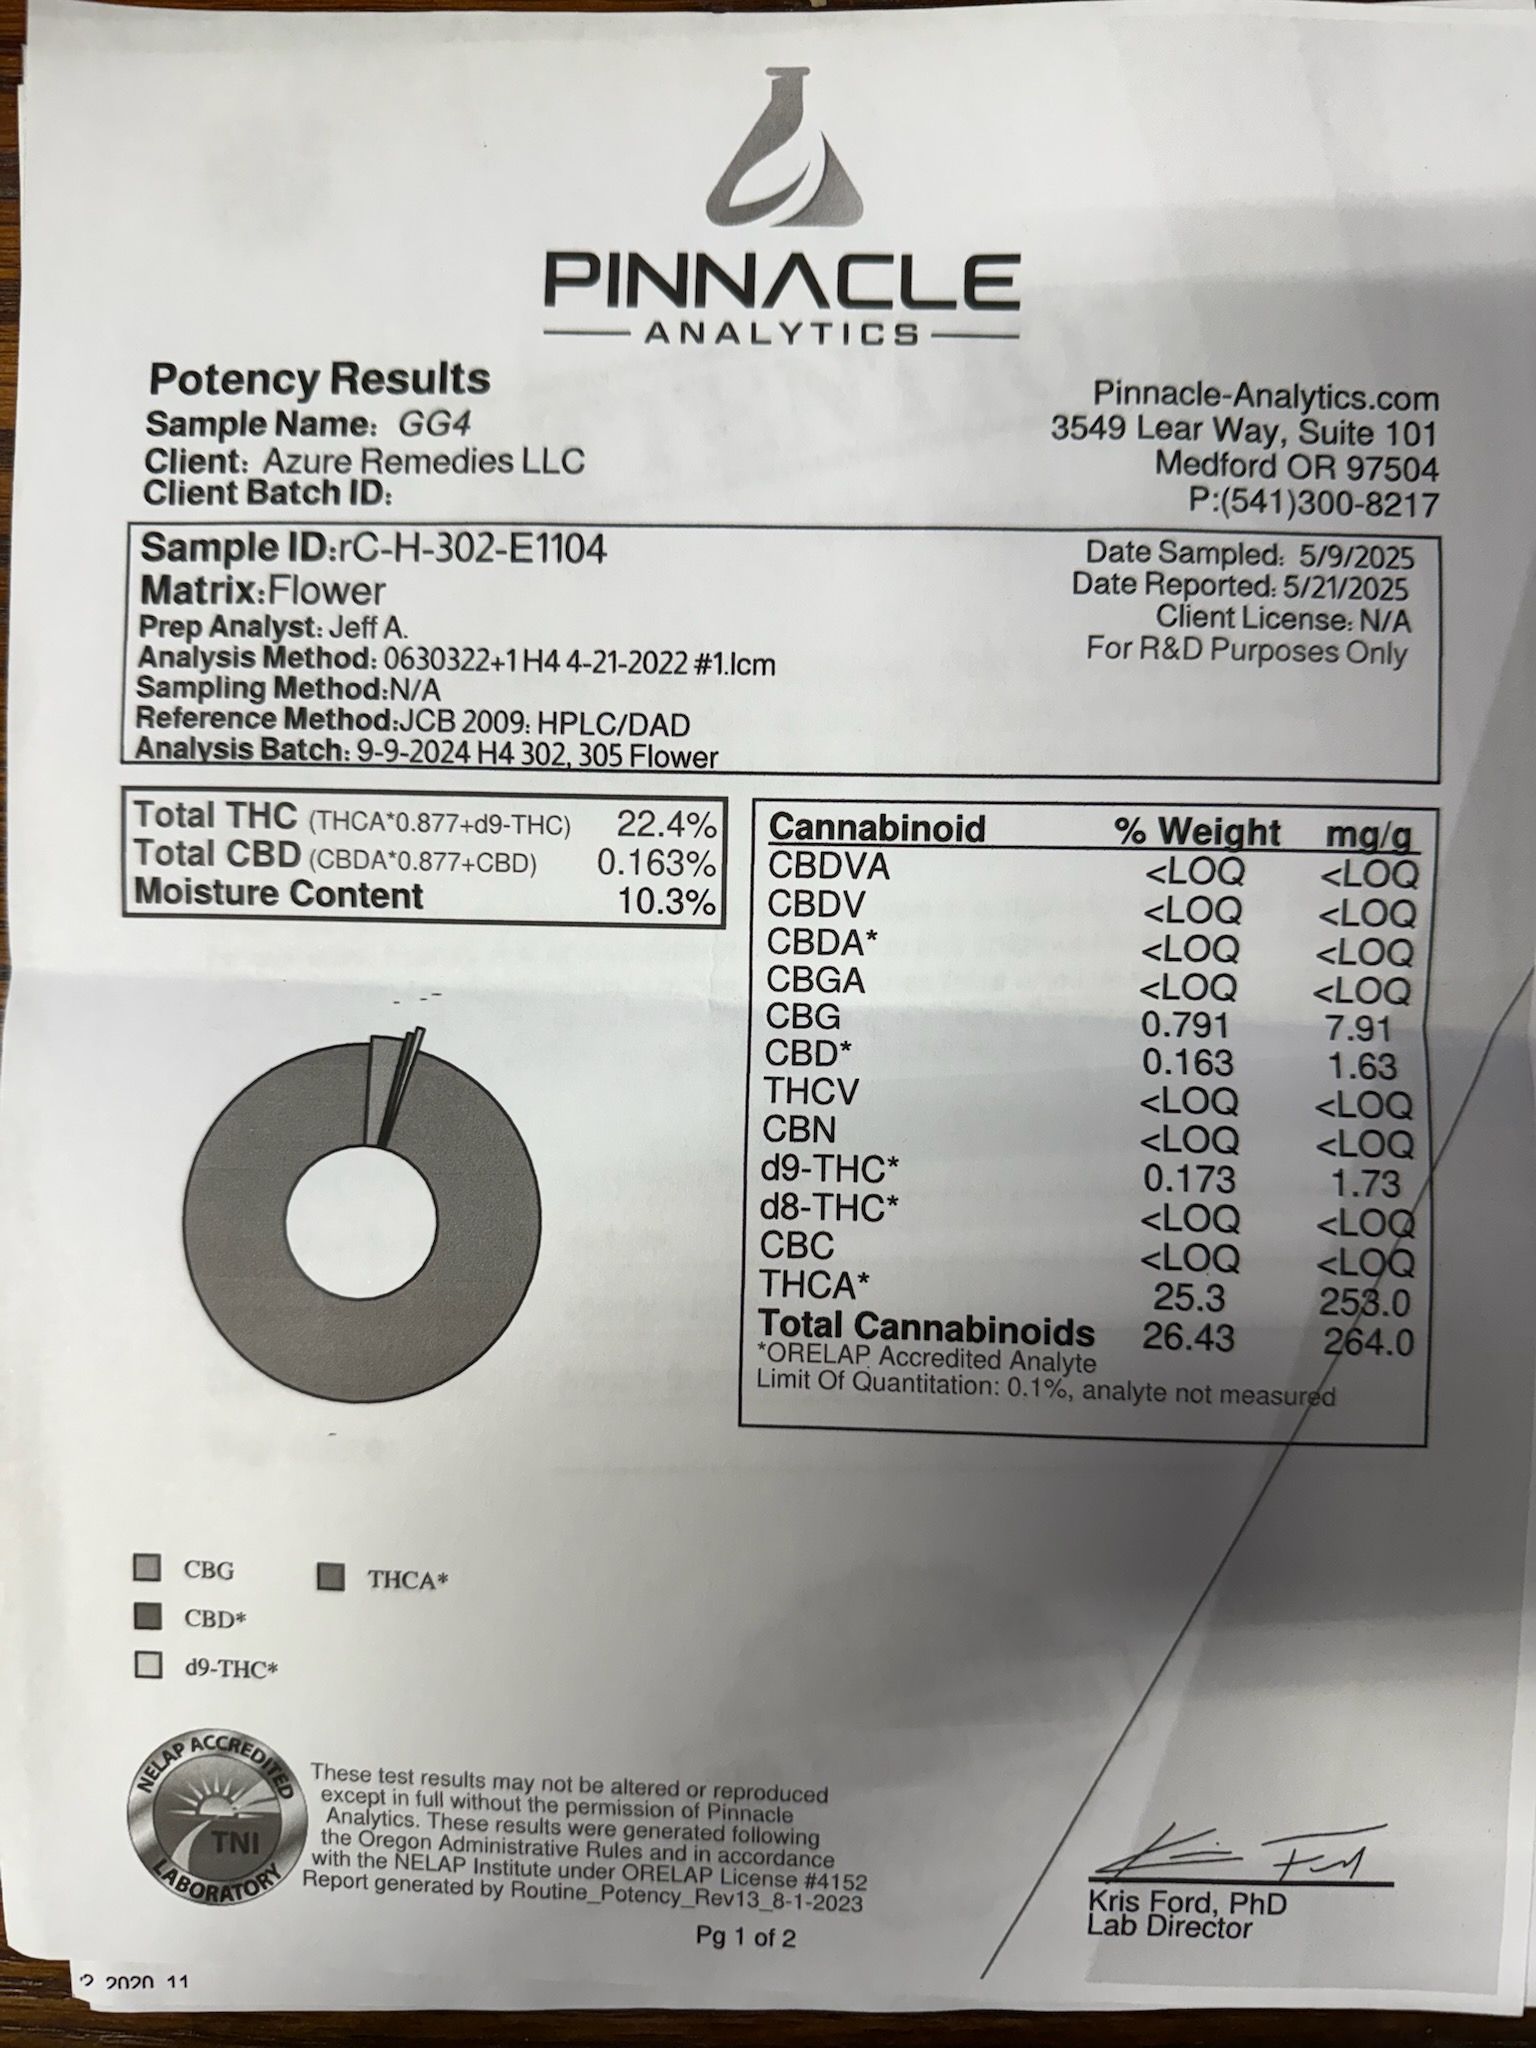 PINNACLE
ANALYTICS
Potency Results
Sample Name: GG4
Client: Azure Remedies LLC
Client Batch ID:
Pinnacle-Analytics.com
3549 Lear Way, Suite 101
Medford OR 97504
P:(541)300-8217
Sample ID:rC-H-302-E1104
Matrix:Flower
Prep Analyst: Jeff A.
Analysis Method: 0630322+1 H4 4-21-2022 #1.lcm
Sampling Method:N/A
Reference Method:JCB 2009: HPLC/DAD
Analysis Batch: 9-9-2024 H4 302, 305 Flower
Date Sampled: 5/9/2025
Date Reported: 5/21/2025
Client License: N/A
For R&D Purposes Only
Total THC (THCA*0.877+d9-THC) 22.4%
Total CBD (CBDA*0.877+CBD) 0.163%
Moisture Content 10.3%
Cannabinoid % Weight mg/g
CBDVA <LOQ <LOQ
CBDV <LOQ <LOQ
CBDA* <LOQ <LOQ
CBGA <LOQ <LOQ
CBG 0.791 7.91
CBD* 0.163 1.63
THCV <LOQ <LOQ
CBN <LOQ <LOQ
d9-THC* 0.173 1.73
d8-THC* <LOQ <LOQ
CBC <LOQ <LOQ
THCA* 25.3 253.0
Total Cannabinoids 26.43 264.0
*ORELAP Accredited Analyte
Limit Of Quantitation: 0.1%, analyte not measured
CBG
CBD*
d9-THC*
THCA*
NELAP ACCREDITED
TNI
LABORATORY
These test results may not be altered or reproduced
except in full without the permission of Pinnacle
Analytics. These results were generated following
the Oregon Administrative Rules and in accordance
with the NELAP Institute under ORELAP License #4152
Report generated by Routine_Potency_Rev13_8-1-2023
Pg 1 of 2
Kris Ford, PhD
Lab Director
2020 11